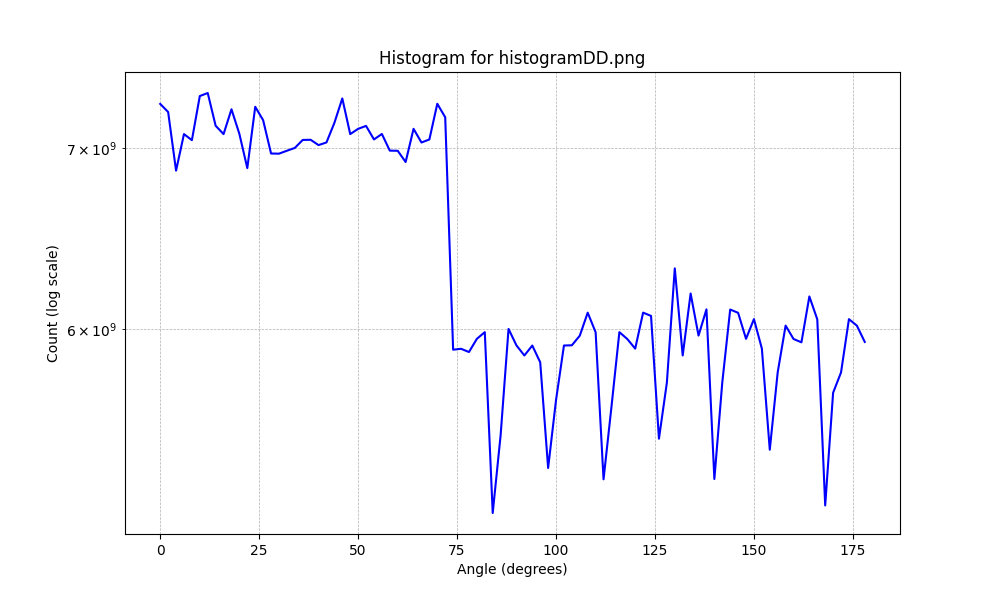 Histogram for histogramDD.png
Count (log scale)
7 × 10⁹
6 × 10⁹
0 25 50 75 100 125 150 175
Angle (degrees)